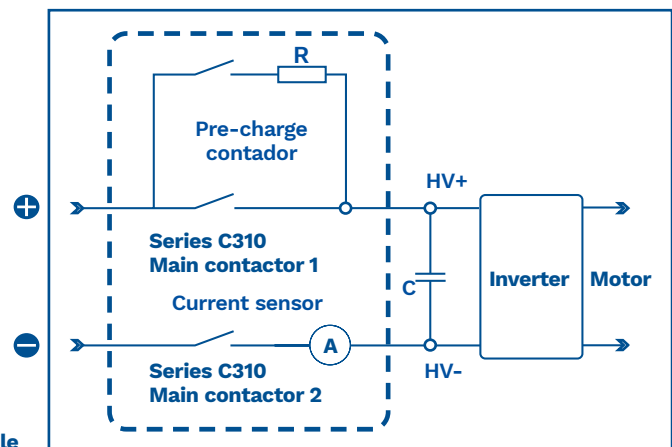 R
Pre-charge
contador
HV+
+
Series C310
Main contactor 1
C
Inverter
Motor
Current sensor
−
A
HV-
Series C310
Main contactor 2
le